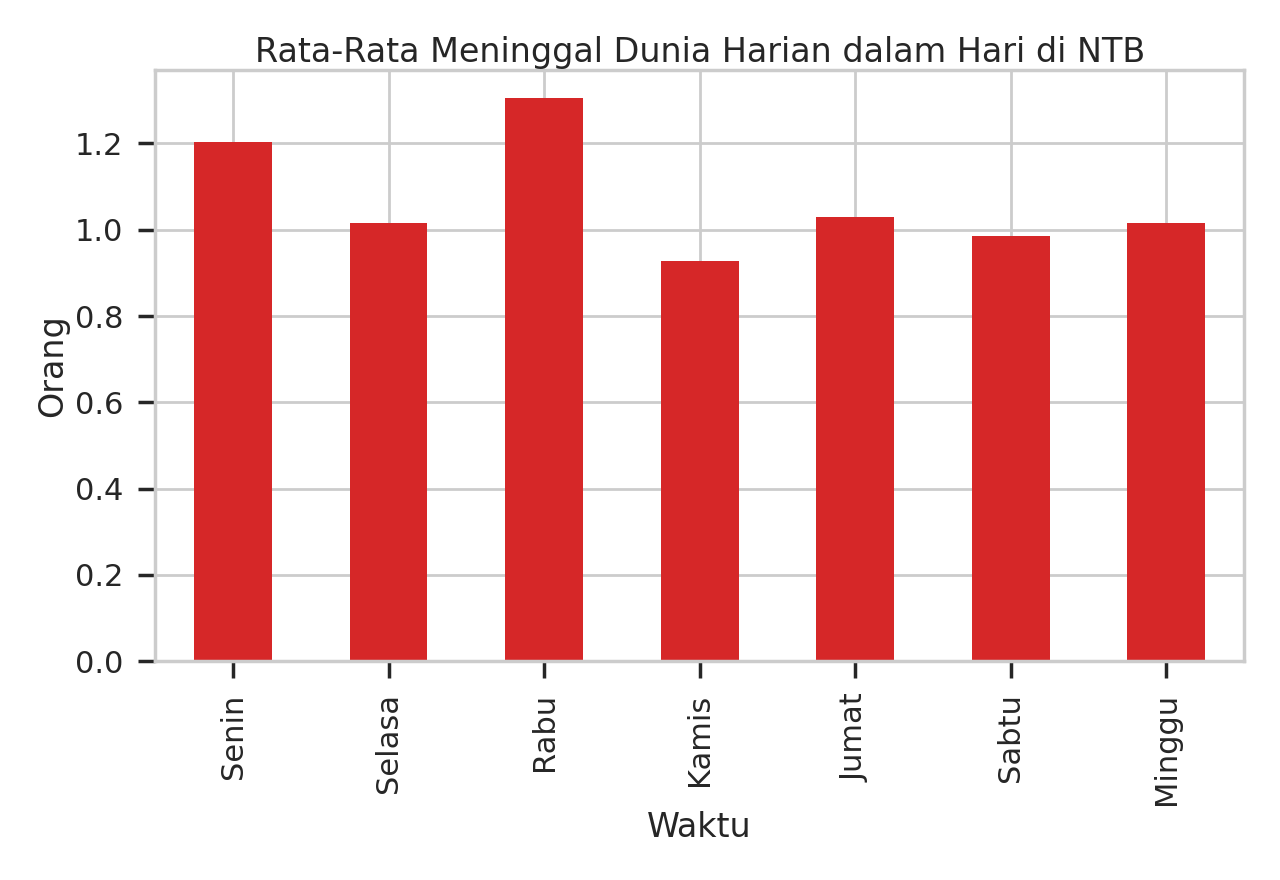 Rata-Rata Meninggal Dunia Harian dalam Hari di NTB
1.2
1.0
0.8
0.6
0.4
0.2
0.0
Orang
Senin
Selasa
Rabu
Kamis
Jumat
Sabtu
Minggu
Waktu